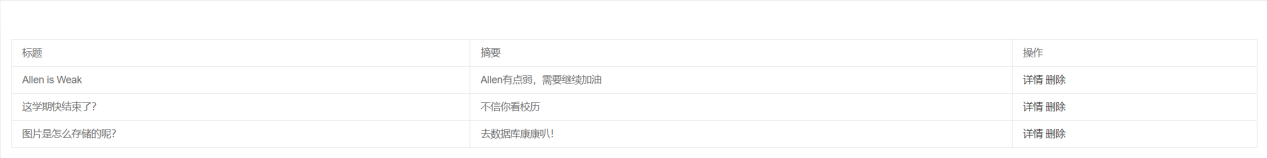 标题 摘要 操作
Allen is Weak Allen有点弱，需要继续加油 详情 删除
这学期快结束了? 不信你看校历 详情 删除
图片是怎么存储的呢? 去数据库康康叭！ 详情 删除